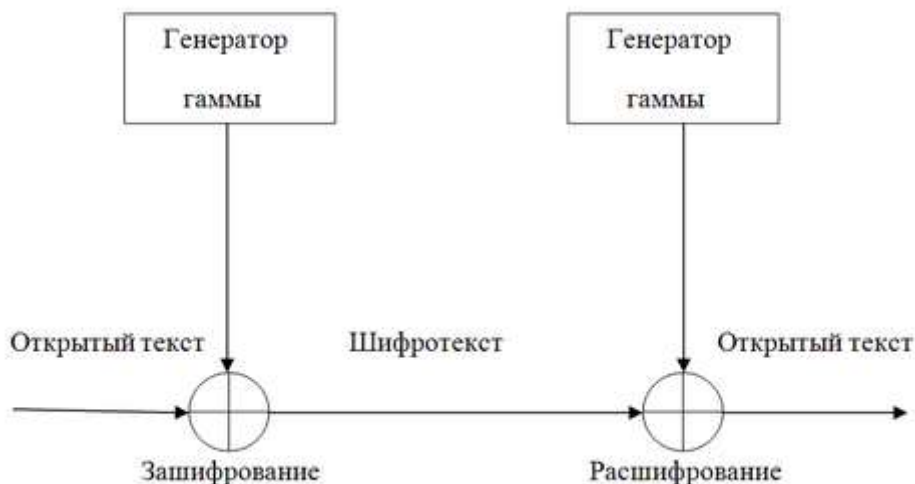 Генератор
гаммы
Генератор
гаммы
Открытый текст
Шифротекст
Открытый текст
Зашифрование
Расшифрование